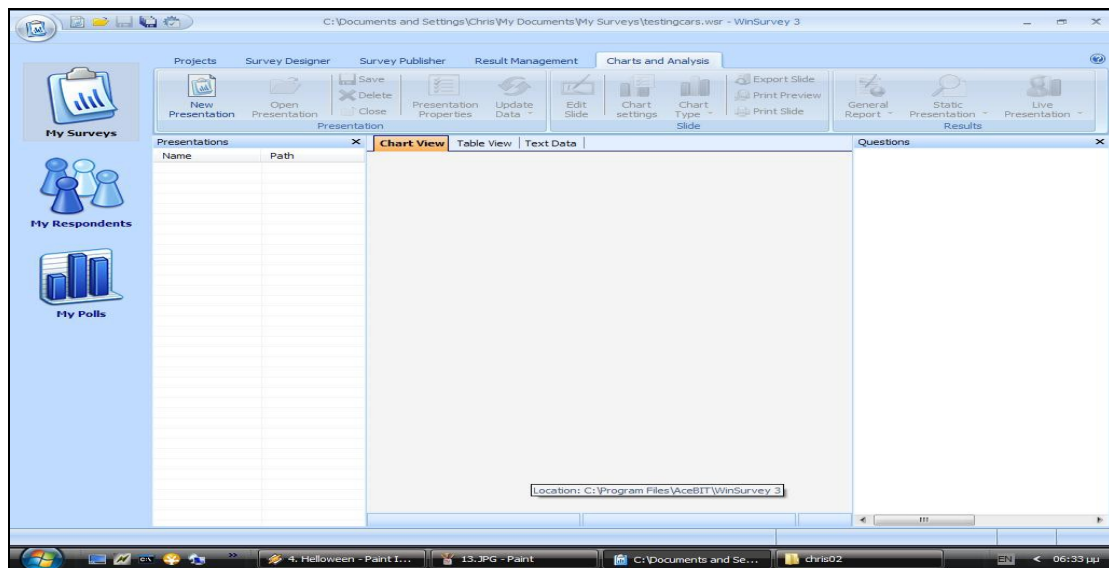 C:\Documents and Settings\Chris\My Documents\My Surveys\testingcars.wsr - WinSurvey 3
Projects Survey Designer Survey Publisher Result Management Charts and Analysis
New Presentation
Open Presentation
Save
Delete
Close
Presentation Properties
Update Data
Edit Slide
Chart settings
Chart Type
Export Slide
Print Preview
Print Slide
General Report
Static Presentation
Live Presentation
Presentation Slide Results
My Surveys
My Respondents
My Polls
Presentations
Name Path
Chart View Table View Text Data
Questions
Location: C:\Program Files\AceBIT\WinSurvey 3
4. Helloween - Paint I... 13.JPG - Paint C:\Documents and Se... chris02 EN 06:33 μμ